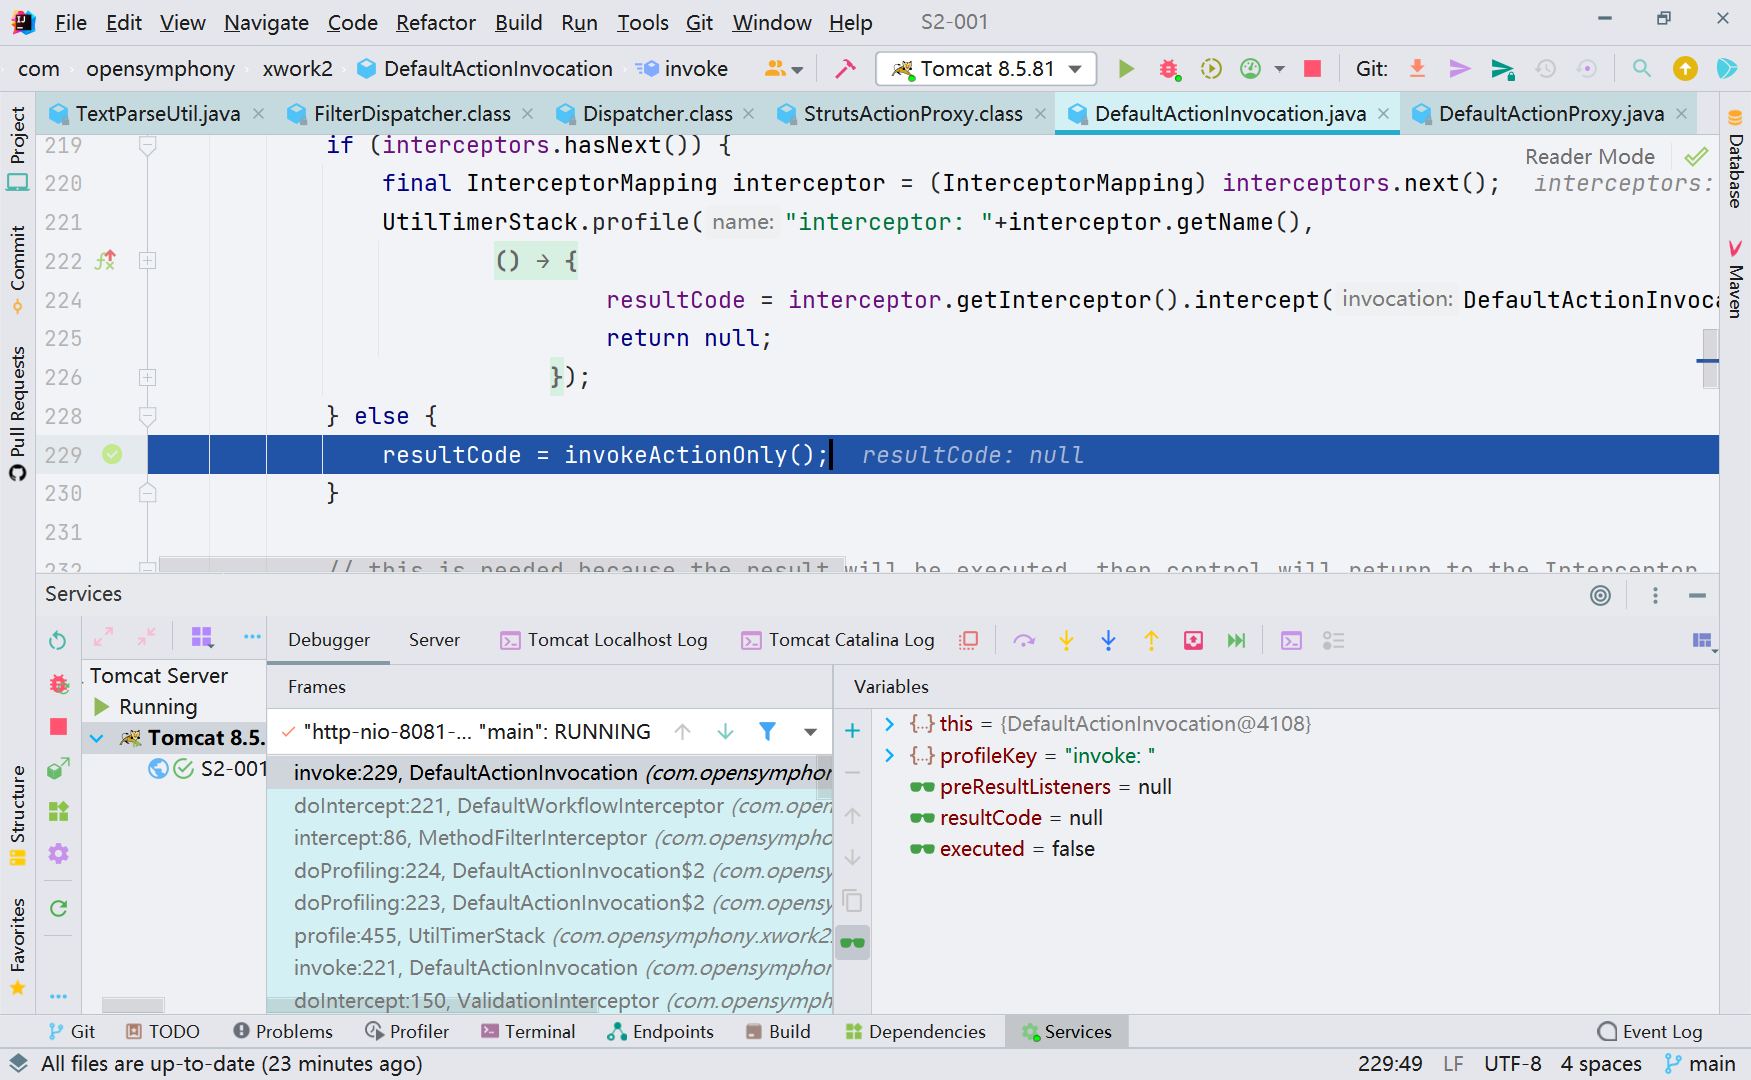 File Edit View Navigate Code Refactor Build Run Tools Git Window Help S2-001
com opensymphony xwork2 DefaultActionInvocation invoke Tomcat 8.5.81 Git:
TextParseUtil.java FilterDispatcher.class Dispatcher.class StrutsActionProxy.class DefaultActionInvocation.java DefaultActionProxy.java
Project
Commit
Pull Requests
Structure
Favorites
Database
Maven
Reader Mode
219 if (interceptors.hasNext()) {
220 final InterceptorMapping interceptor = (InterceptorMapping) interceptors.next(); interceptors:
221 UtilTimerStack.profile( name: "interceptor: "+interceptor.getName(),
222 () → {
224 resultCode = interceptor.getInterceptor().intercept( invocation: DefaultActionInvoca
225 return null;
226 });
228 } else {
229 resultCode = invokeActionOnly(); resultCode: null
230 }
231
232 // this is needed because the result will be executed, then control will return to the Interceptor
Services
Debugger Server Tomcat Localhost Log Tomcat Catalina Log
Tomcat Server
Running
Tomcat 8.5.
S2-001
Frames
"http-nio-8081-... "main": RUNNING
invoke:229, DefaultActionInvocation (com.opensymphor
doIntercept:221, DefaultWorkflowInterceptor (com.open
intercept:86, MethodFilterInterceptor (com.opensympho
doProfiling:224, DefaultActionInvocation$2 (com.opensy
doProfiling:223, DefaultActionInvocation$2 (com.opensy
profile:455, UtilTimerStack (com.opensymphony.xwork2.
invoke:221, DefaultActionInvocation (com.opensymphor
doIntercept:150, ValidationInterceptor (com.opensymph
Variables
this = {DefaultActionInvocation@4108}
profileKey = "invoke: "
preResultListeners = null
resultCode = null
executed = false
Git TODO Problems Profiler Terminal Endpoints Build Dependencies Services Event Log
All files are up-to-date (23 minutes ago) 229:49 LF UTF-8 4 spaces main